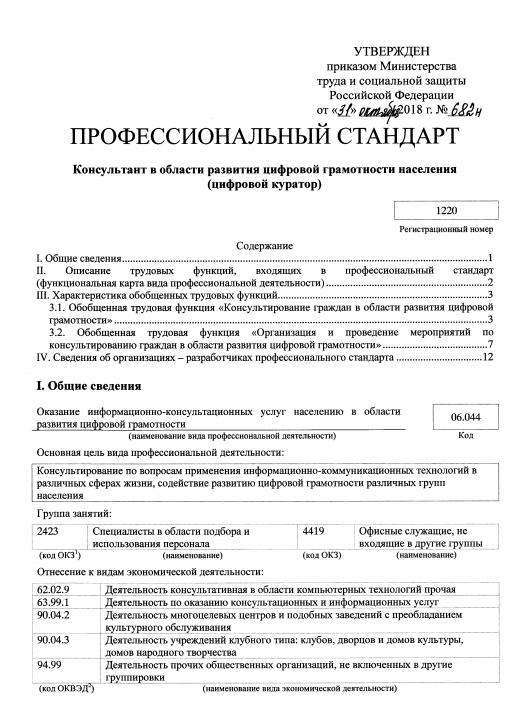 УТВЕРЖДЕН
приказом Министерства
труда и социальной защиты
Российской Федерации
от «31» октября 2018 г. № 682н
ПРОФЕССИОНАЛЬНЫЙ СТАНДАРТ
Консультант в области развития цифровой грамотности населения
(цифровой куратор)
1220
Регистрационный номер
Содержание
I. Общие сведения...1
II. Описание трудовых функций, входящих в профессиональный стандарт
(функциональная карта вида профессиональной деятельности)...2
III. Характеристика обобщенных трудовых функций...3
3.1. Обобщенная трудовая функция «Консультирование граждан в области развития цифровой
грамотности»...3
3.2. Обобщенная трудовая функция «Организация и проведение мероприятий по
консультированию граждан в области развития цифровой грамотности»...7
IV. Сведения об организациях – разработчиках профессионального стандарта...12
I. Общие сведения
Оказание информационно-консультационных услуг населению в области
развития цифровой грамотности
06.044
(наименование вида профессиональной деятельности) Код
Основная цель вида профессиональной деятельности:
Консультирование по вопросам применения информационно-коммуникационных технологий в
различных сферах жизни, содействие развитию цифровой грамотности различных групп
населения
Группа занятий:
2423 Специалисты в области подбора и 4419 Офисные служащие, не
использования персонала входящие в другие группы
(код ОКЗ1) (наименование) (код ОКЗ) (наименование)
Отнесение к видам экономической деятельности:
62.02.9 Деятельность консультативная в области компьютерных технологий прочая
63.99.1 Деятельность по оказанию консультационных и информационных услуг
90.04.2 Деятельность многоцелевых центров и подобных заведений с преобладанием
культурного обслуживания
90.04.3 Деятельность учреждений клубного типа: клубов, дворцов и домов культуры,
домов народного творчества
94.99 Деятельность прочих общественных организаций, не включенных в другие
группировки
(код ОКВЭД2) (наименование вида экономической деятельности)